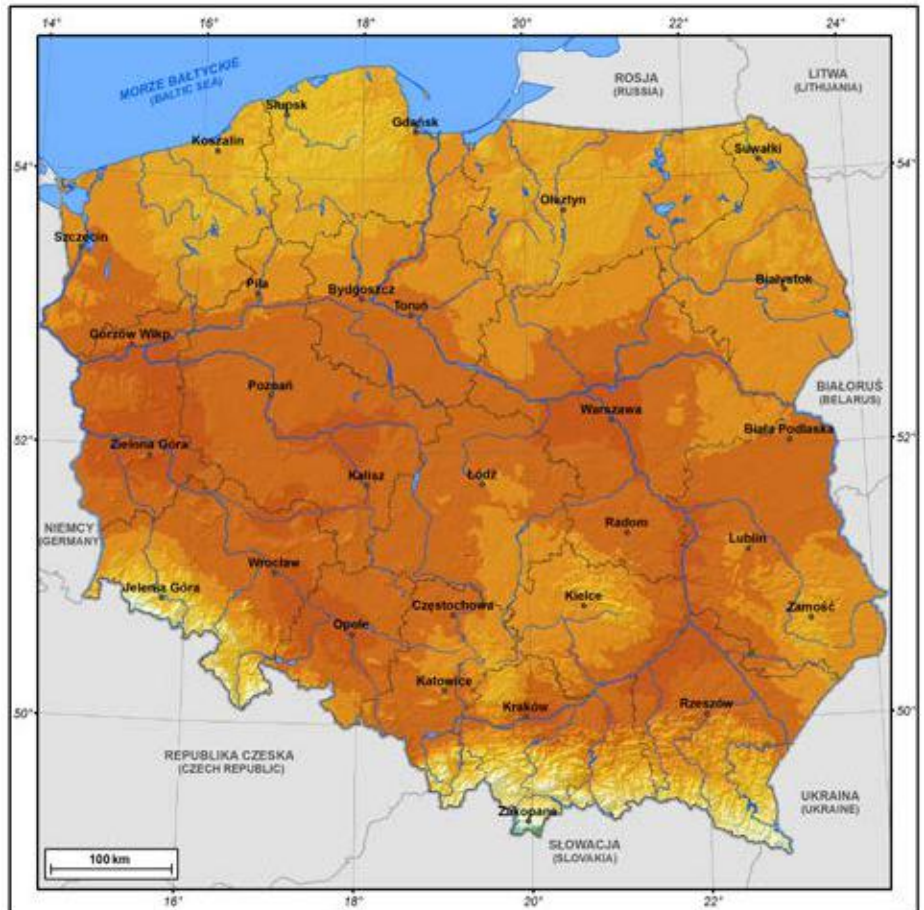 14°
16°
18°
20°
22°
24°
MORZE BAŁTYCKIE
(BALTIC SEA)
ROSJA
(RUSSIA)
LITWA
(LITHUANIA)
Słupsk
Gdańsk
Koszalin
Suwałki
54°
54°
Olsztyn
Szczecin
Piła
Bydgoszcz
Białystok
Toruń
Gorzów Wlkp.
Poznań
BIAŁORUŚ
(BELARUS)
Warszawa
Biała Podlaska
52°
52°
Zielona Góra
Kalisz
Łódź
NIEMCY
(GERMANY)
Radom
Lublin
Wrocław
Jelenia Góra
Częstochowa
Kielce
Zamość
Opole
Katowice
Kraków
Rzeszów
50°
50°
REPUBLIKA CZESKA
(CZECH REPUBLIC)
UKRAINA
(UKRAINE)
Zakopane
SŁOWACJA
(SLOVAKIA)
100 km
16°
18°
20°
22°